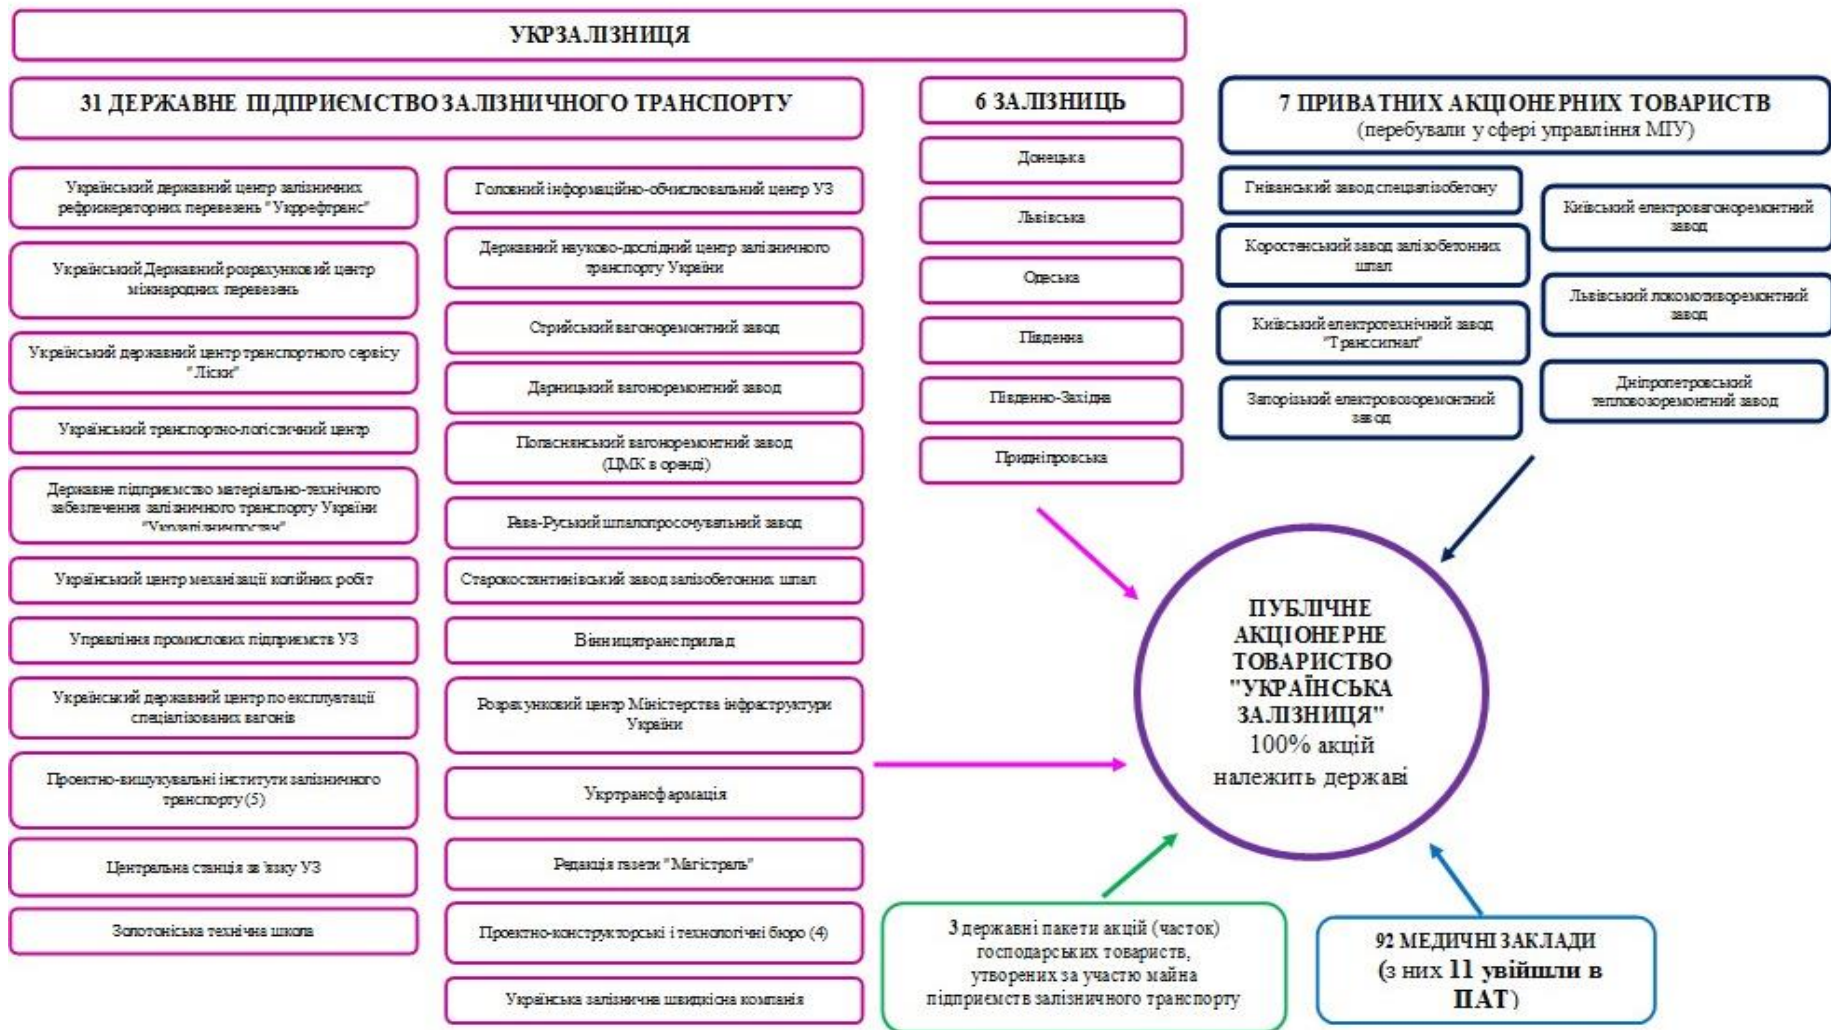 УКРЗАЛІЗНИЦЯ
31 ДЕРЖАВНЕ ПІДПРИЄМСТВО ЗАЛІЗНИЧНОГО ТРАНСПОРТУ
Український державний центр залізничних
рефрижераторних перевезень "Укррефтранс"
Український Державний розрахунковий центр
міжнародних перевезень
Український державний центр транспортного сервісу
"Ліски"
Український транспортно-логістичний центр
Державне підприємство матеріально-технічного
забезпечення залізничного транспорту України
"Укрзалізничпостач"
Український центр механізації колійних робіт
Управління промислових підприємств УЗ
Український державний центр по експлуатації
спеціалізованих вагонів
Проектно-вишукувальні інститути залізничного
транспорту (5)
Центральна станція зв'язку УЗ
Золотоніська технічна школа
Головний інформаційно-обчислювальний центр УЗ
Державний науково-дослідний центр залізничного
транспорту України
Стрийський вагоноремонтний завод
Дарницький вагоноремонтний завод
Попаснянський вагоноремонтний завод
(ЦМК в оренді)
Рава-Руський шпалопросочувальний завод
Старокостянтинівський завод залізобетонних шпал
Вінницятрансприлад
Розрахунковий центр Міністерства інфраструктури
України
Укртрансфармація
Редакція газети "Магістраль"
Проектно-конструкторські і технологічні бюро (4)
Українська залізнична швидкісна компанія
6 ЗАЛІЗНИЦЬ
Донецька
Львівська
Одеська
Південна
Південно-Західна
Придніпровська
7 ПРИВАТНИХ АКЦІОНЕРНИХ ТОВАРИСТВ
(перебували у сфері управління МІУ)
Гніванський завод спецзалізобетону
Коростенський завод залізобетонних
шпал
Київський електротехнічний завод
"Транссигнал"
Запорізький електровозоремонтний
завод
Київський електровагоноремонтний
завод
Львівський локомотиворемонтний
завод
Дніпропетровський
тепловозоремонтний завод
ПУБЛІЧНЕ
АКЦІОНЕРНЕ
ТОВАРИСТВО
"УКРАЇНСЬКА
ЗАЛІЗНИЦЯ"
100% акцій
належить державі
3 державні пакети акцій (часток)
господарських товариств,
утворених за участю майна
підприємств залізничного транспорту
92 МЕДИЧНІ ЗАКЛАДИ
(з них 11 увійшли в
ПАТ)